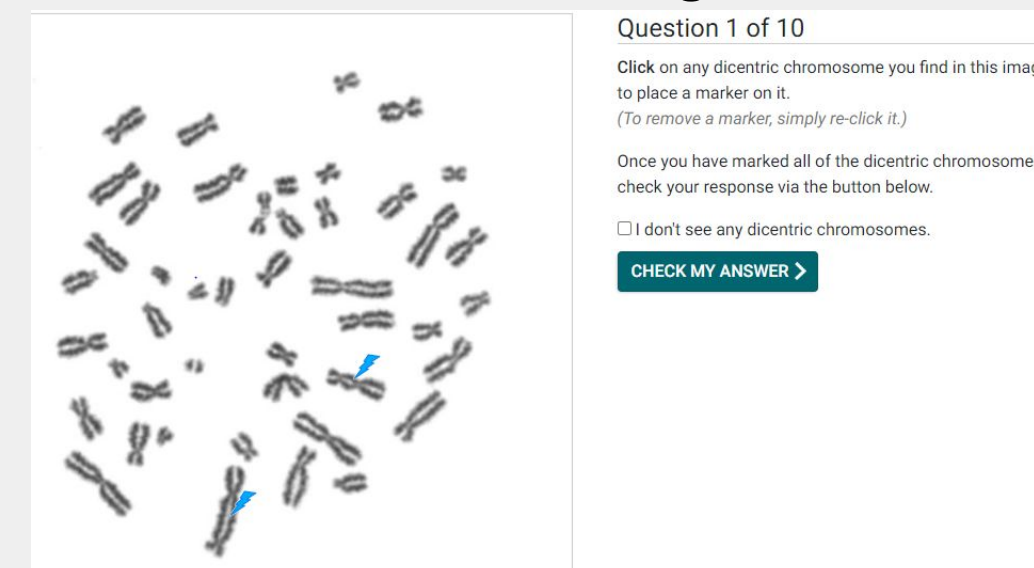 Question 1 of 10
Click on any dicentric chromosome you find in this
to place a marker on it.
(To remove a marker, simply re-click it.)
Once you have marked all of the dicentric chromosome
check your response via the button below.
I don't see any dicentric chromosomes.
CHECK MY ANSWER